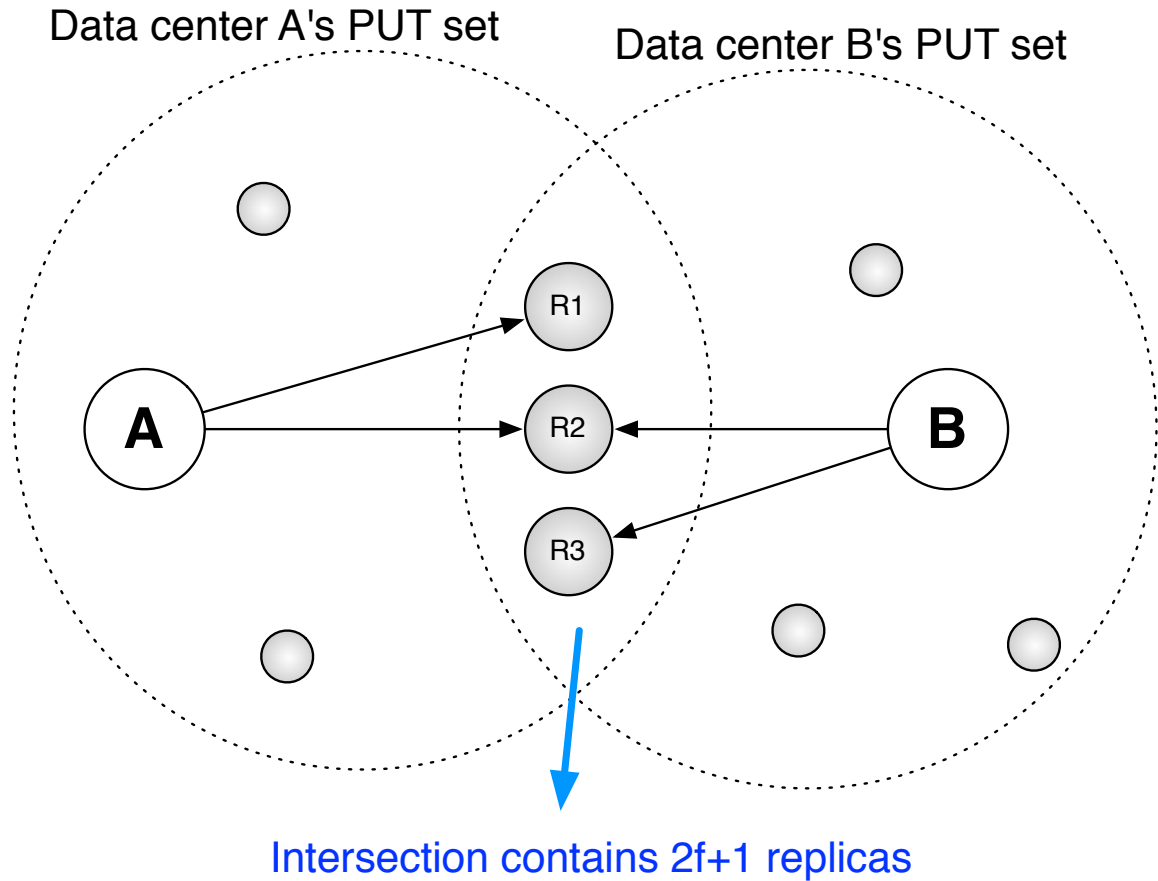 Data center A's PUT set
Data center B's PUT set
R1
A
R2
B
R3
Intersection contains 2f+1 replicas